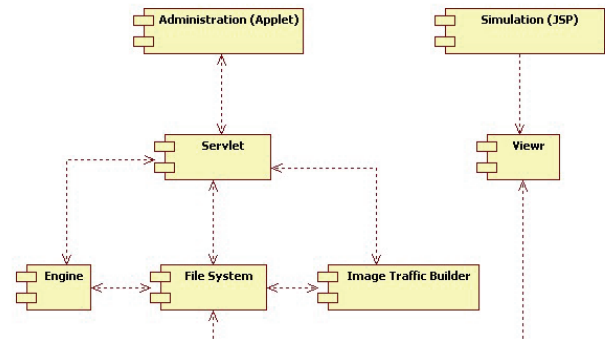 Administration (Applet)
Simulation (JSP)
Servlet
Viewr
Engine
File System
Image Traffic Builder